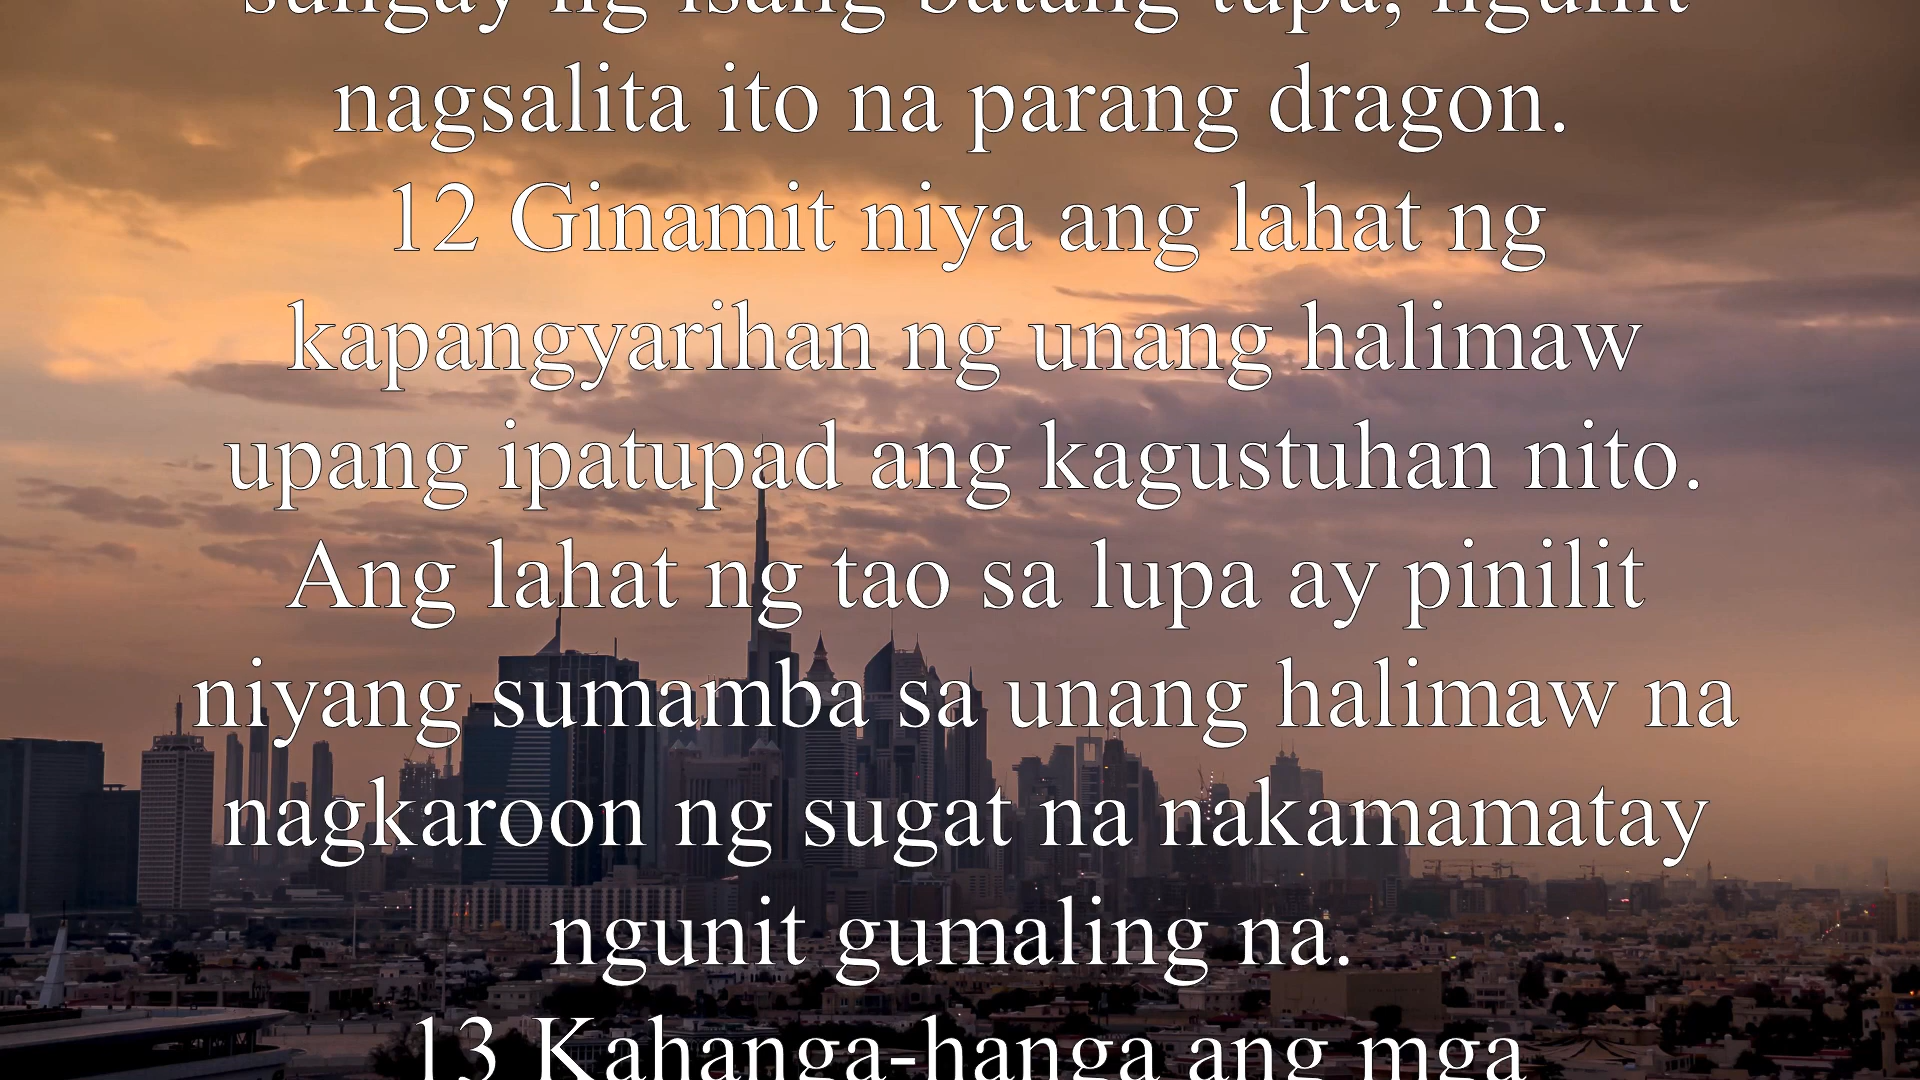 sungay ng isang batang tupa, ngunit
nagsalita ito na parang dragon.
12 Ginamit niya ang lahat ng
kapangyarihan ng unang halimaw
upang ipatupad ang kagustuhan nito.
Ang lahat ng tao sa lupa ay pinilit
niyang sumamba sa unang halimaw na
nagkaroon ng sugat na nakamamatay
ngunit gumaling na.
13 Kahanga-hanga ang mga